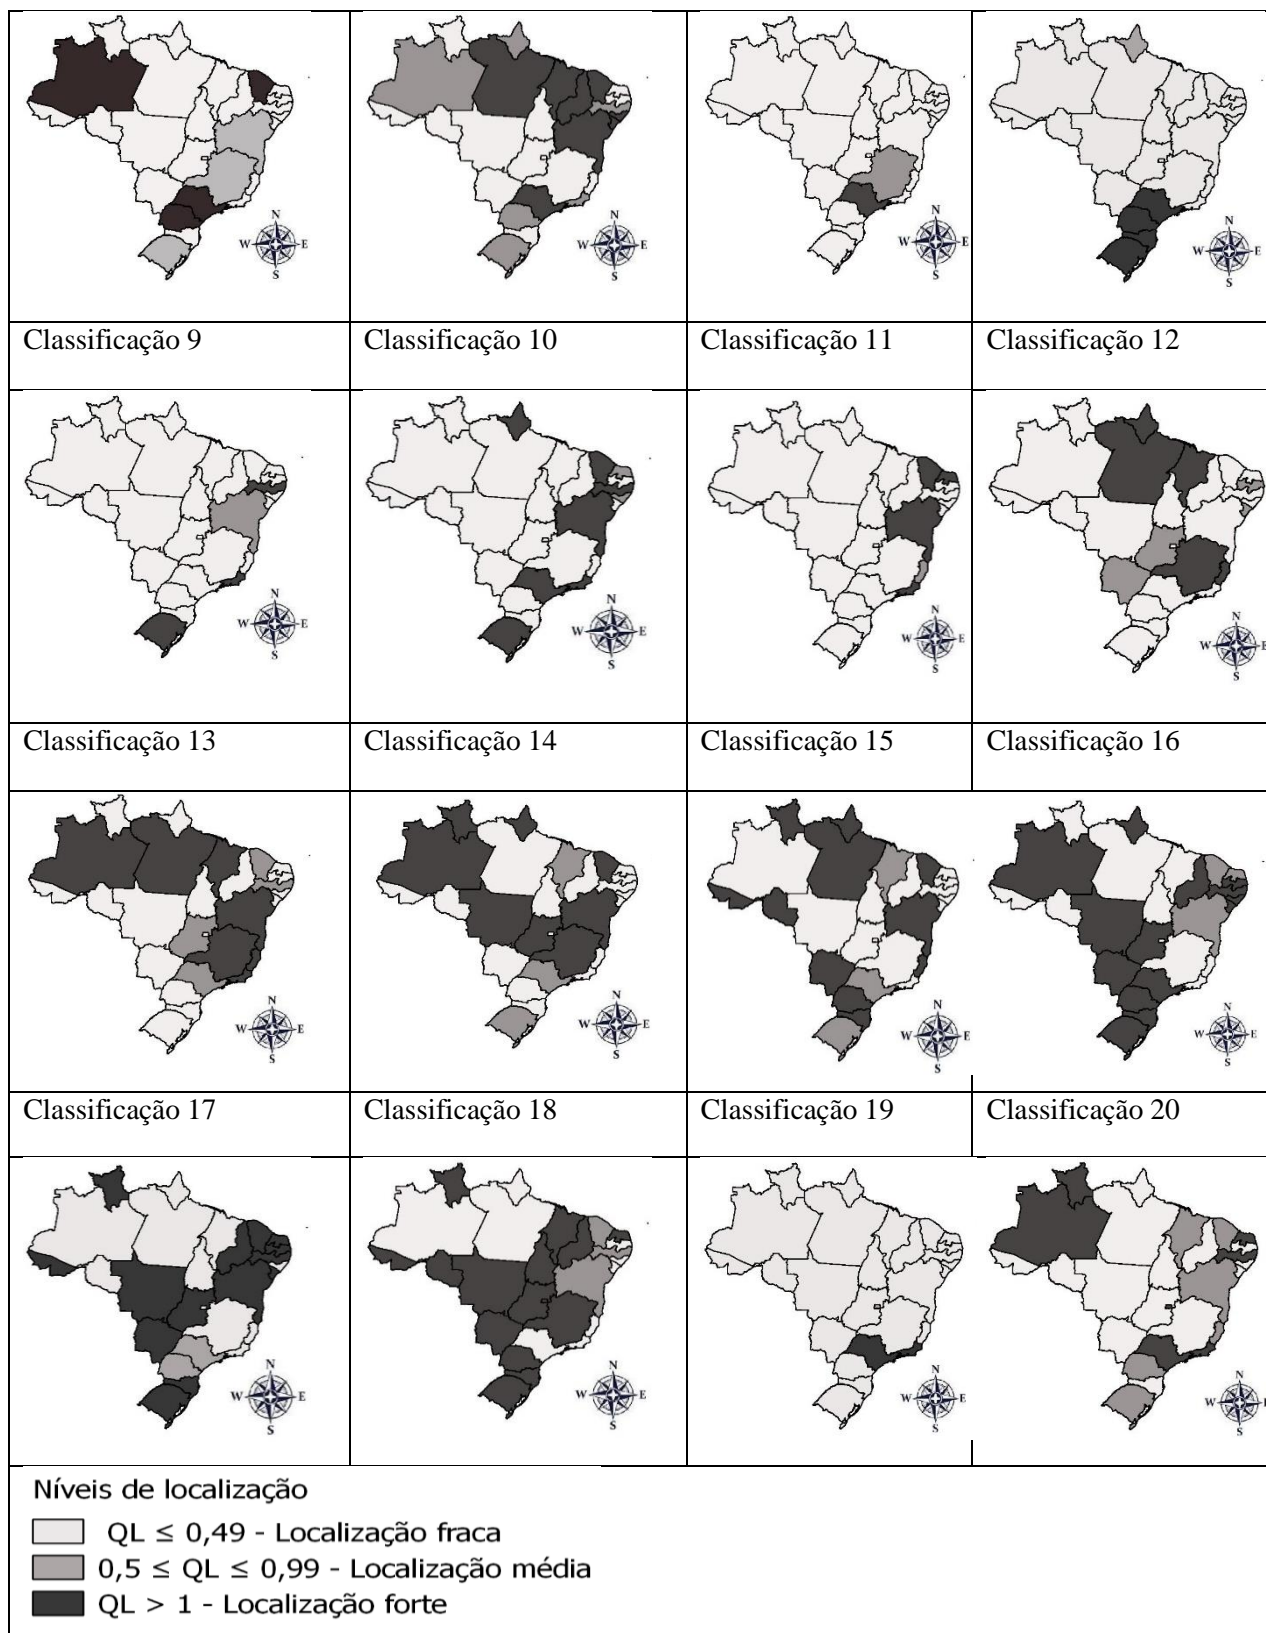 N
W E
S
N
W E
S
N
W E
S
N
W E
S
Classificação 9 Classificação 10 Classificação 11 Classificação 12
N
W E
S
N
W E
S
N
W E
S
N
W E
S
Classificação 13 Classificação 14 Classificação 15 Classificação 16
N
W E
S
N
W E
S
N
W E
S
N
W E
S
Classificação 17 Classificação 18 Classificação 19 Classificação 20
N
W E
S
N
W E
S
N
W E
S
N
W E
S
Níveis de localização
QL ≤ 0,49 - Localização fraca
0,5 ≤ QL ≤ 0,99 - Localização média
QL > 1 - Localização forte